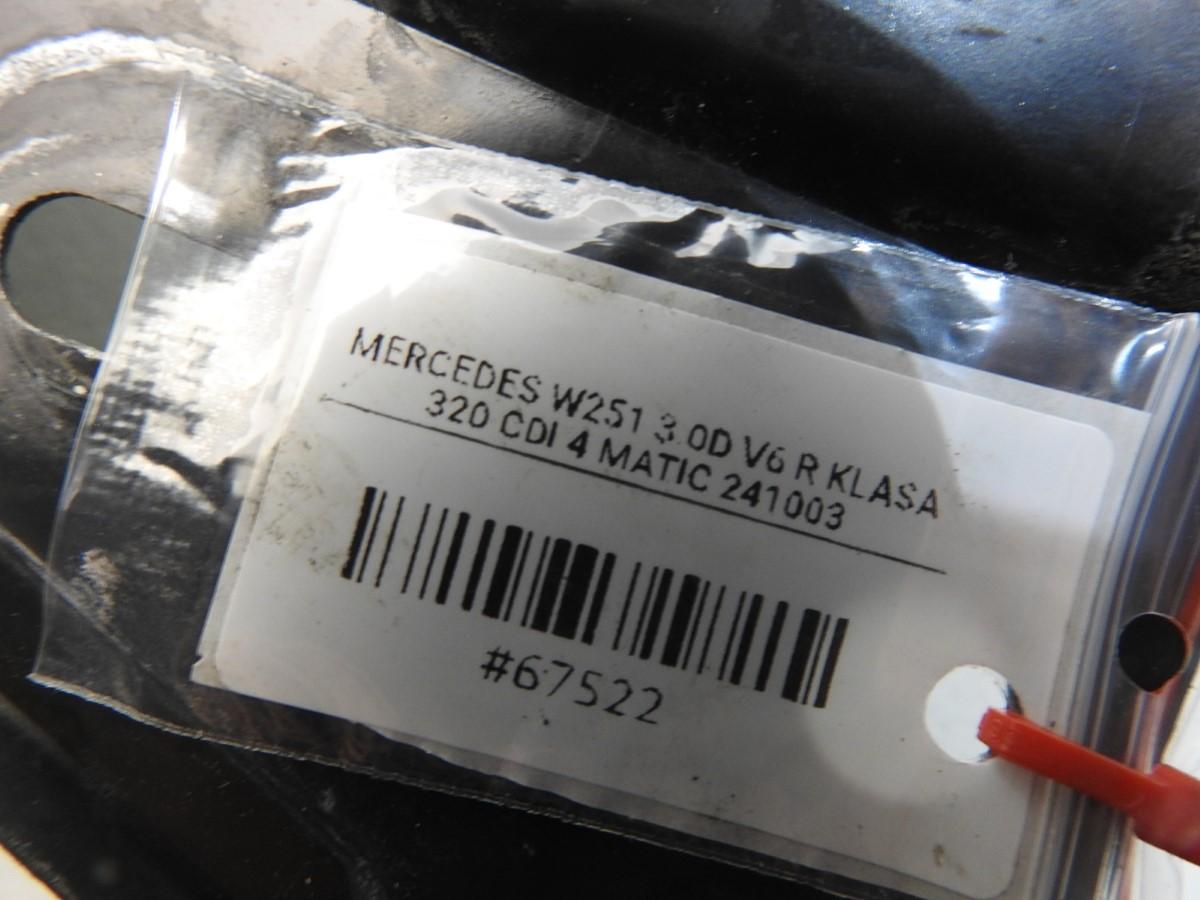 MERCEDES W251 3.0D V6 R KLASA
320 CDI 4 MATIC 241003
#67522